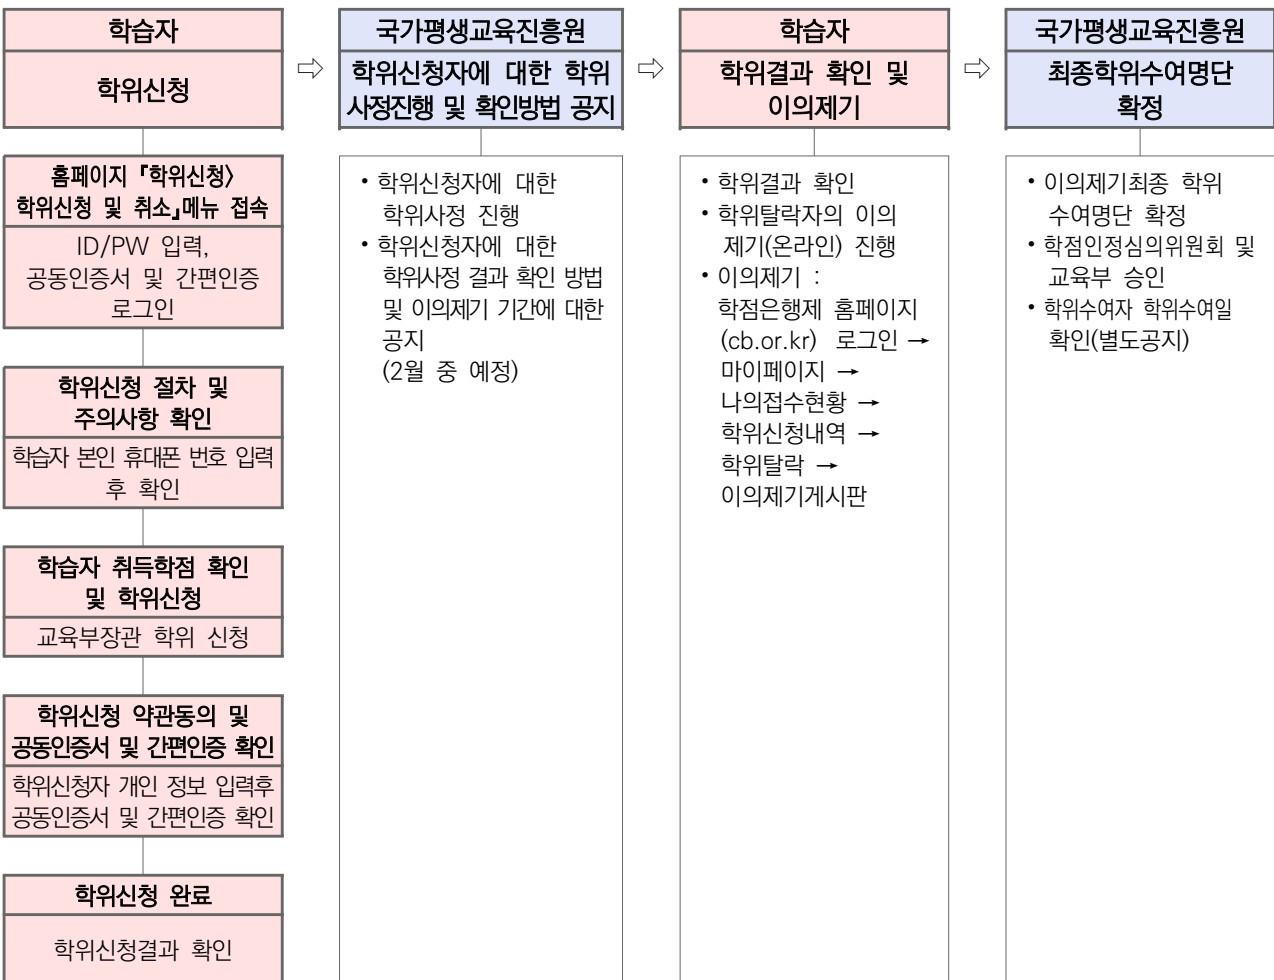 학습자
학위신청
⇨
국가평생교육진흥원
학위신청자에 대한 학위
사정진행 및 확인방법 공지
⇨
학습자
학위결과 확인 및
이의제기
⇨
국가평생교육진흥원
최종학위수여명단
확정
홈페이지 『학위신청〉
학위신청 및 취소』메뉴 접속
ID/PW 입력,
공동인증서 및 간편인증
로그인
학위신청 절차 및
주의사항 확인
학습자 본인 휴대폰 번호 입력
후 확인
학습자 취득학점 확인
및 학위신청
교육부장관 학위 신청
학위신청 약관동의 및
공동인증서 및 간편인증 확인
학위신청자 개인 정보 입력후
공동인증서 및 간편인증 확인
학위신청 완료
학위신청결과 확인
• 학위신청자에 대한
학위사정 진행
• 학위신청자에 대한
학위사정 결과 확인 방법
및 이의제기 기간에 대한
공지
(2월 중 예정)
• 학위결과 확인
• 학위탈락자의 이의
제기(온라인) 진행
• 이의제기 :
학점은행제 홈페이지
(cb.or.kr) 로그인 →
마이페이지 →
나의접수현황 →
학위신청내역 →
학위탈락 →
이의제기게시판
• 이의제기최종 학위
수여명단 확정
• 학점인정심의위원회 및
교육부 승인
• 학위수여자 학위수여일
확인(별도공지)